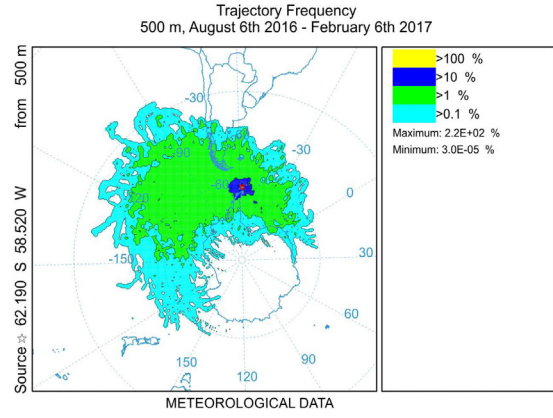 Trajectory Frequency
500 m, August 6th 2016 - February 6th 2017
Source ☆ 62.190 S 58.520 W from 500 m
>100 %
>10 %
>1 %
>0.1 %
Maximum: 2.2E+02 %
Minimum: 3.0E-05 %
-30
-30
-90
-60
0
-150
30
60
90
120
150
METEOROLOGICAL DATA